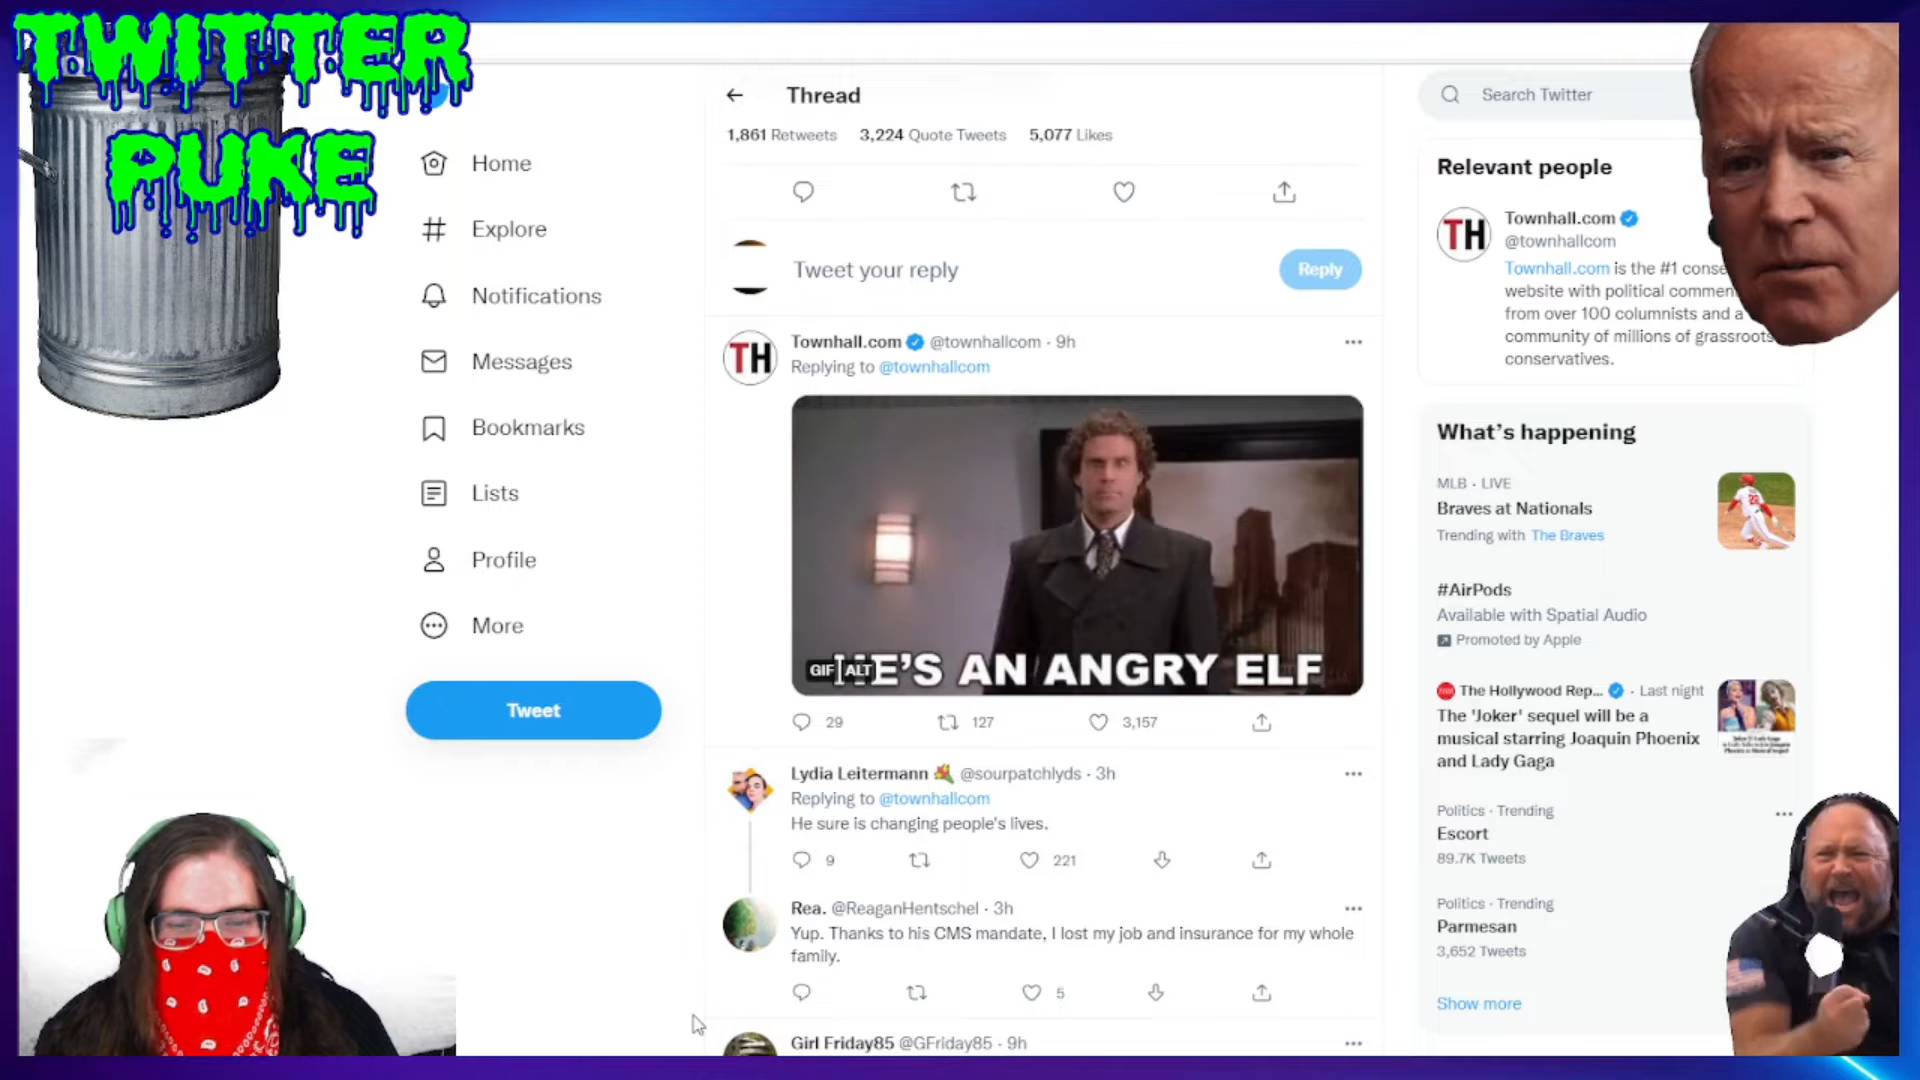 TWITTER
PUKE
Home
Explore
Notifications
Messages
Bookmarks
Lists
Profile
More
Tweet
Thread
1,861 Retweets 3,224 Quote Tweets 5,077 Likes
Tweet your reply
Reply
Townhall.com @townhallcom · 9h
Replying to @townhallcom
TH
GIF ALT
HE'S AN ANGRY ELF
29 127 3,157
Lydia Leitermann @sourpatchlyds · 3h
Replying to @townhallcom
He sure is changing people's lives.
9 221
Rea. @ReaganHentschel · 3h
Yup. Thanks to his CMS mandate, I lost my job and insurance for my whole
family.
5
Girl Friday85 @GFriday85 · 9h
Search Twitter
Relevant people
TH
Townhall.com
@townhallcom
Townhall.com is the #1 conse
website with political commen
from over 100 columnists and a
community of millions of grassroots
conservatives.
What's happening
MLB · LIVE
Braves at Nationals
Trending with The Braves
#AirPods
Available with Spatial Audio
Promoted by Apple
The Hollywood Rep... · Last night
The 'Joker' sequel will be a
musical starring Joaquin Phoenix
and Lady Gaga
Politics · Trending
Escort
89.7K Tweets
Politics · Trending
Parmesan
3,652 Tweets
Show more